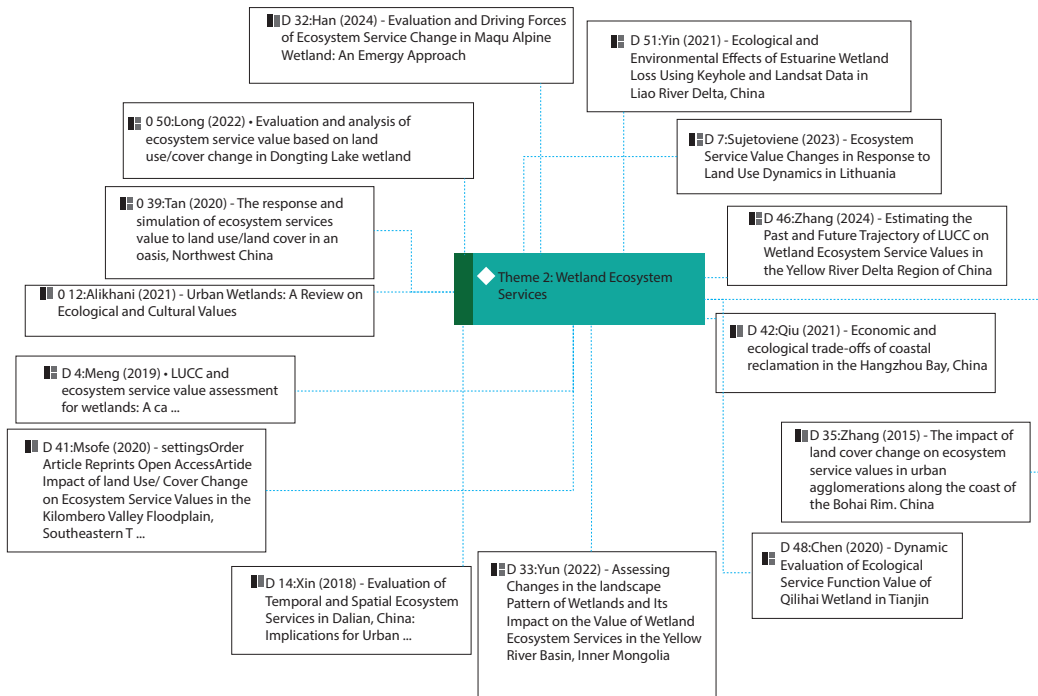 D 32:Han (2024) - Evaluation and Driving Forces
of Ecosystem Service Change in Maqu Alpine
Wetland: An Emergy Approach
D 51:Yin (2021) - Ecological and
Environmental Effects of Estuarine Wetland
Loss Using Keyhole and Landsat Data in
Liao River Delta, China
0 50:Long (2022) • Evaluation and analysis of
ecosystem service value based on land
use/cover change in Dongting Lake wetland
D 7:Sujetoviene (2023) - Ecosystem
Service Value Changes in Response to
Land Use Dynamics in Lithuania
0 39:Tan (2020) - The response and
simulation of ecosystem services
value to land use/land cover in an
oasis, Northwest China
D 46:Zhang (2024) - Estimating the
Past and Future Trajectory of LUCC on
Wetland Ecosystem Service Values in
the Yellow River Delta Region of China
Theme 2: Wetland Ecosystem
Services
0 12:Alikhani (2021) - Urban Wetlands: A Review on
Ecological and Cultural Values
D 42:Qiu (2021) - Economic and
ecological trade-offs of coastal
reclamation in the Hangzhou Bay, China
D 4:Meng (2019) • LUCC and
ecosystem service value assessment
for wetlands: A ca ...
D 41:Msofe (2020) - settingsOrder
Article Reprints Open AccessArtide
Impact of land Use/ Cover Change
on Ecosystem Service Values in the
Kilombero Valley Floodplain,
Southeastern T ...
D 35:Zhang (2015) - The impact of
land cover change on ecosystem
service values in urban
agglomerations along the coast of
the Bohai Rim. China
D 48:Chen (2020) - Dynamic
Evaluation of Ecological
Service Function Value of
Qilihai Wetland in Tianjin
D 14:Xin (2018) - Evaluation of
Temporal and Spatial Ecosystem
Services in Dalian, China:
Implications for Urban ...
D 33:Yun (2022) - Assessing
Changes in the landscape
Pattern of Wetlands and Its
Impact on the Value of Wetland
Ecosystem Services in the Yellow
River Basin, Inner Mongolia